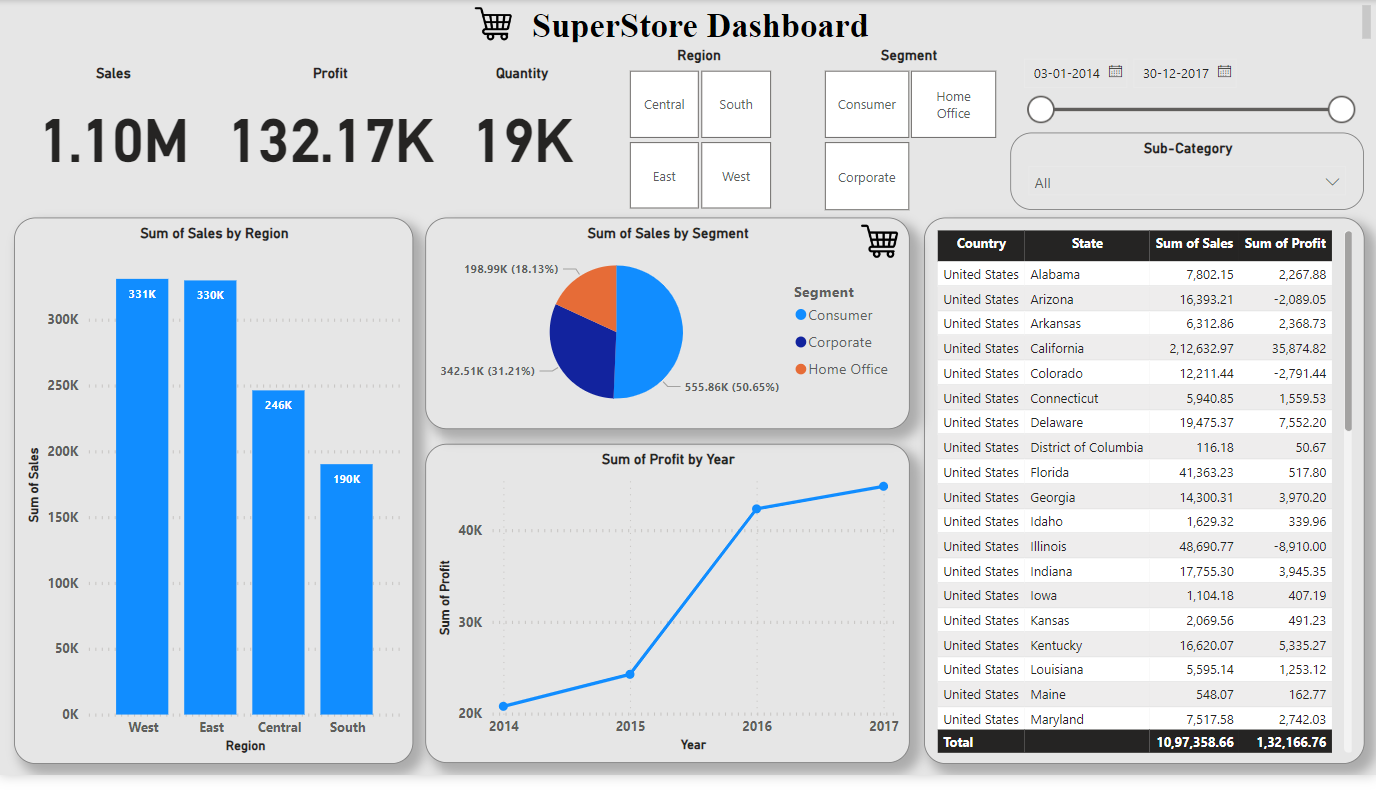 SuperStore Dashboard
Sales
Profit
Quantity
1.10M
132.17K
19K
Region
Central
South
East
West
Segment
Consumer
Home
Office
Corporate
03-01-2014
30-12-2017
Sub-Category
All
Sum of Sales by Region
Sum of Sales
300K
250K
200K
150K
100K
50K
0K
331K
330K
246K
190K
West
East
Central
South
Region
Sum of Sales by Segment
198.99K (18.13%)
342.51K (31.21%)
555.86K (50.65%)
Segment
Consumer
Corporate
Home Office
Sum of Profit by Year
Sum of Profit
40K
30K
20K
2014
2015
2016
2017
Year
Country State Sum of Sales Sum of Profit
United States Alabama 7,802.15 2,267.88
United States Arizona 16,393.21 -2,089.05
United States Arkansas 6,312.86 2,368.73
United States California 2,12,632.97 35,874.82
United States Colorado 12,211.44 -2,791.44
United States Connecticut 5,940.85 1,559.53
United States Delaware 19,475.37 7,552.20
United States District of Columbia 116.18 50.67
United States Florida 41,363.23 517.80
United States Georgia 14,300.31 3,970.20
United States Idaho 1,629.32 339.96
United States Illinois 48,690.77 -8,910.00
United States Indiana 17,755.30 3,945.35
United States Iowa 1,104.18 407.19
United States Kansas 2,069.56 491.23
United States Kentucky 16,620.07 5,335.27
United States Louisiana 5,595.14 1,253.12
United States Maine 548.07 162.77
United States Maryland 7,517.58 2,742.03
Total 10,97,358.66 1,32,166.76